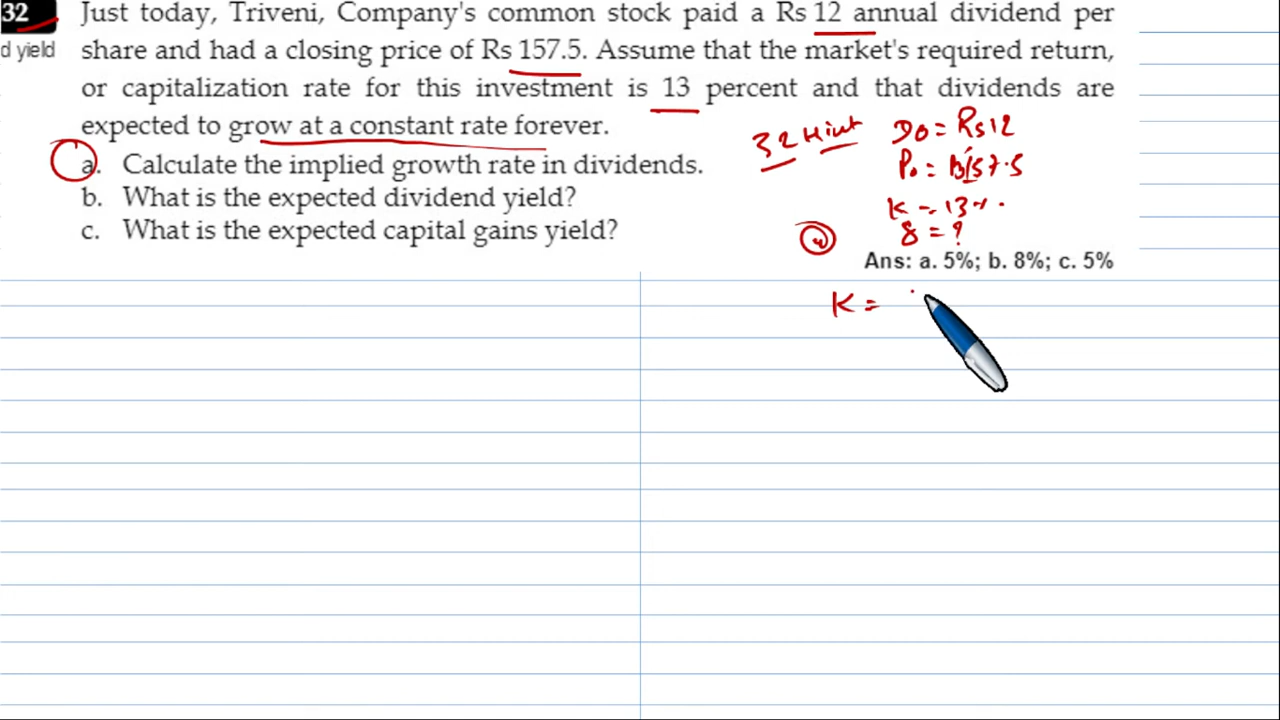 32
d yield
Just today, Triveni, Company's common stock paid a Rs 12 annual dividend per
share and had a closing price of Rs 157.5. Assume that the market's required return,
or capitalization rate for this investment is 13 percent and that dividends are
expected to grow at a constant rate forever.
a. Calculate the implied growth rate in dividends.
b. What is the expected dividend yield?
c. What is the expected capital gains yield?
32 Hint
D0 = Rs 12
P0 = Rs 157.5
K = 13%.
g = ?
a
Ans: a. 5%; b. 8%; c. 5%
K =